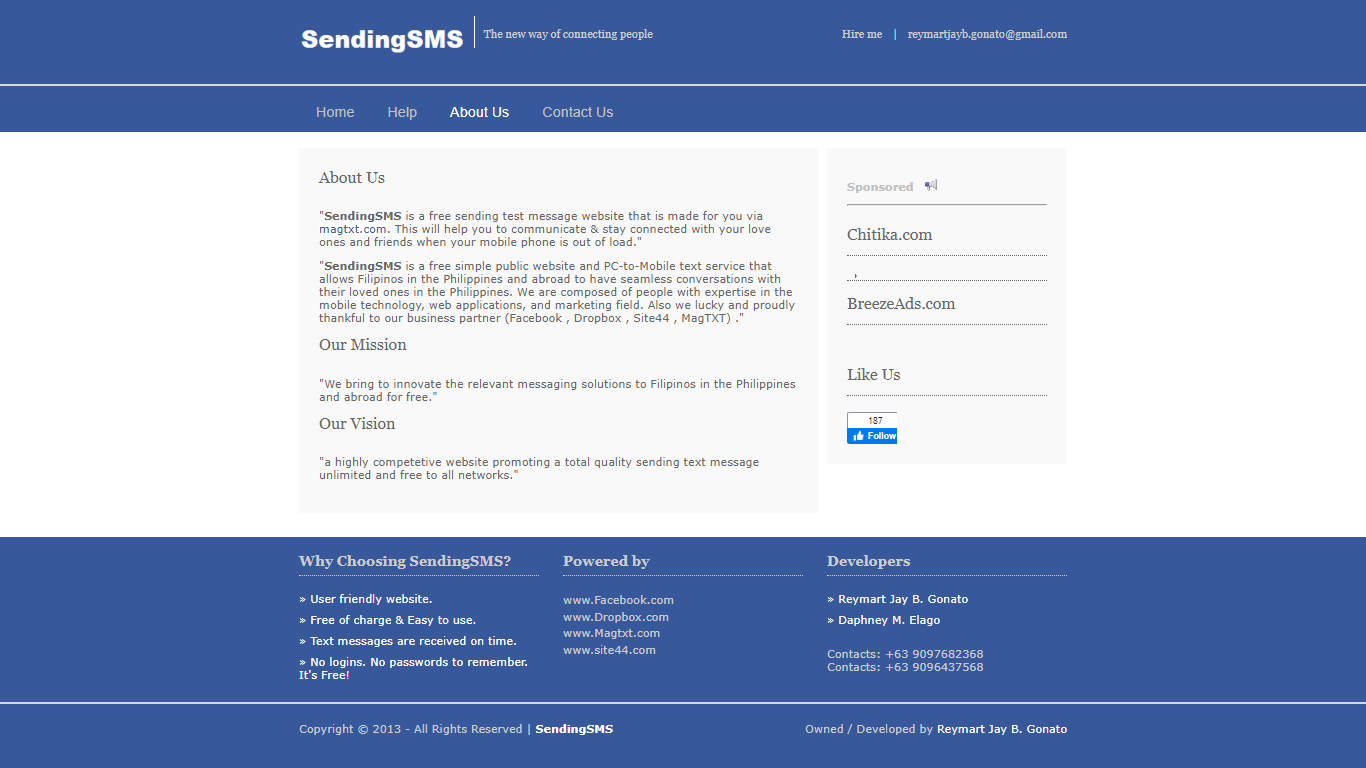 SendingSMS
The new way of connecting people
Hire me | reymartjayb.gonato@gmail.com
Home
Help
About Us
Contact Us
About Us
"SendingSMS is a free sending test message website that is made for you via
magtxt.com. This will help you to communicate & stay connected with your love
ones and friends when your mobile phone is out of load."
"SendingSMS is a free simple public website and PC-to-Mobile text service that
allows Filipinos in the Philippines and abroad to have seamless conversations with
their loved ones in the Philippines. We are composed of people with expertise in the
mobile technology, web applications, and marketing field. Also we lucky and proudly
thankful to our business partner (Facebook , Dropbox , Site44 , MagTXT) ."
Our Mission
"We bring to innovate the relevant messaging solutions to Filipinos in the Philippines
and abroad for free."
Our Vision
"a highly competetive website promoting a total quality sending text message
unlimited and free to all networks."
Sponsored
Chitika.com
,
BreezeAds.com
Like Us
187
Follow
Why Choosing SendingSMS?
» User friendly website.
» Free of charge & Easy to use.
» Text messages are received on time.
» No logins. No passwords to remember.
It's Free!
Powered by
www.Facebook.com
www.Dropbox.com
www.Magtxt.com
www.site44.com
Developers
» Reymart Jay B. Gonato
» Daphney M. Elago
Contacts: +63 9097682368
Contacts: +63 9096437568
Copyright © 2013 - All Rights Reserved | SendingSMS
Owned / Developed by Reymart Jay B. Gonato